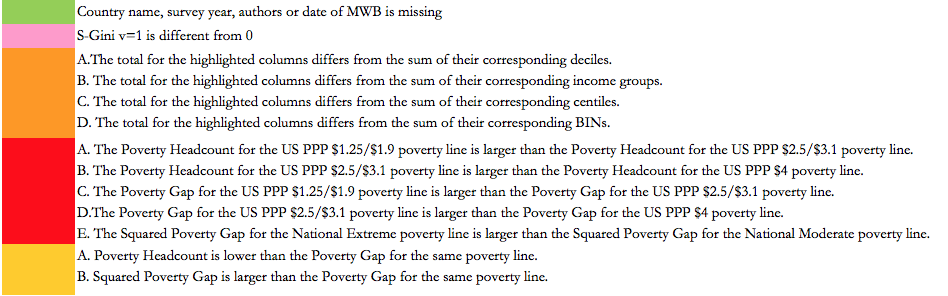 Country name, survey year, authors or date of MWB is missing
S-Gini v=1 is different from 0
A.The total for the highlighted columns differs from the sum of their corresponding deciles.
B. The total for the highlighted columns differs from the sum of their corresponding income groups.
C. The total for the highlighted columns differs from the sum of their corresponding centiles.
D. The total for the highlighted columns differs from the sum of their corresponding BINs.
A. The Poverty Headcount for the US PPP $1.25/$1.9 poverty line is larger than the Poverty Headcount for the US PPP $2.5/$3.1 poverty line.
B. The Poverty Headcount for the US PPP $2.5/$3.1 poverty line is larger than the Poverty Headcount for the US PPP $4 poverty line.
C. The Poverty Gap for the US PPP $1.25/$1.9 poverty line is larger than the Poverty Gap for the US PPP $2.5/$3.1 poverty line.
D.The Poverty Gap for the US PPP $2.5/$3.1 poverty line is larger than the Poverty Gap for the US PPP $4 poverty line.
E. The Squared Poverty Gap for the National Extreme poverty line is larger than the Squared Poverty Gap for the National Moderate poverty line.
A. Poverty Headcount is lower than the Poverty Gap for the same poverty line.
B. Squared Poverty Gap is larger than the Poverty Gap for the same poverty line.